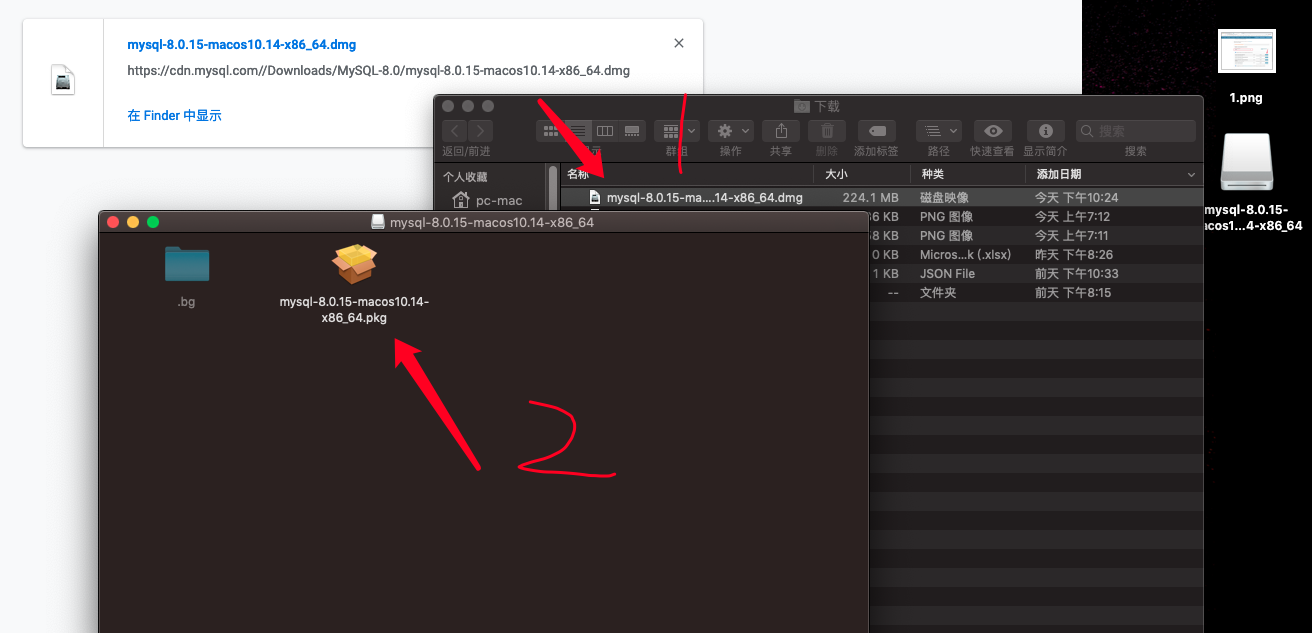 mysql-8.0.15-macos10.14-x86_64.dmg
https://cdn.mysql.com//Downloads/MySQL-8.0/mysql-8.0.15-macos10.14-x86_64.dmg
在 Finder 中显示
1.png
mysql-8.0.15-
acos1...4-x86_64
下载
搜索
返回/前进 示 群组 操作 共享 删除 添加标签 路径 快速查看 显示简介 搜索
个人收藏
pc-mac
名称 大小 种类 添加日期
mysql-8.0.15-ma....14-x86_64.dmg 224.1 MB 磁盘映像 今天 下午10:24
6 KB PNG 图像 今天 上午7:12
8 KB PNG 图像 今天 上午7:11
0 KB Micros...k (.xlsx) 昨天 下午8:26
1 KB JSON File 前天 下午10:33
-- 文件夹 前天 下午8:15
mysql-8.0.15-macos10.14-x86_64
.bg
mysql-8.0.15-macos10.14-
x86_64.pkg
1
2